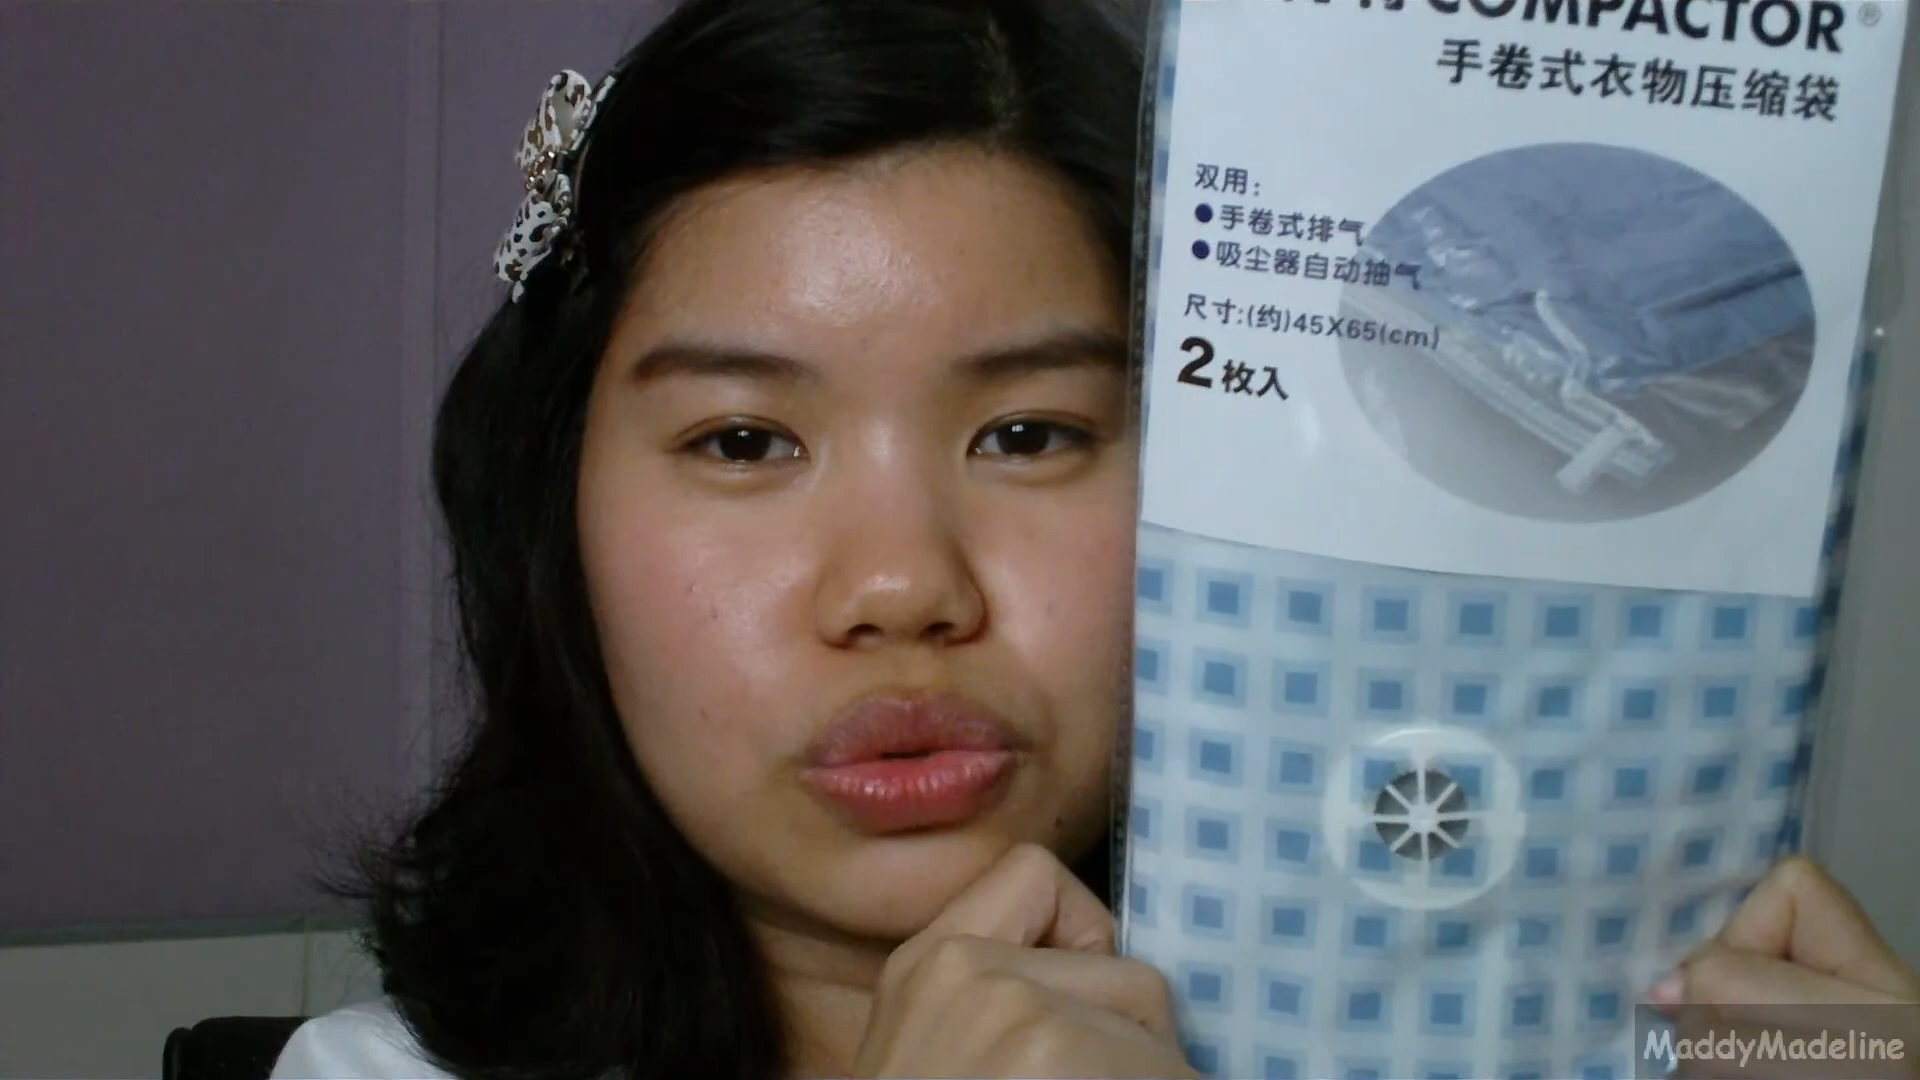 COMPACTOR®
手卷式衣物压缩袋
双用:
●手卷式排气
●吸尘器自动抽气
尺寸:(约)45X65(cm)
2枚入
MaddyMadeline